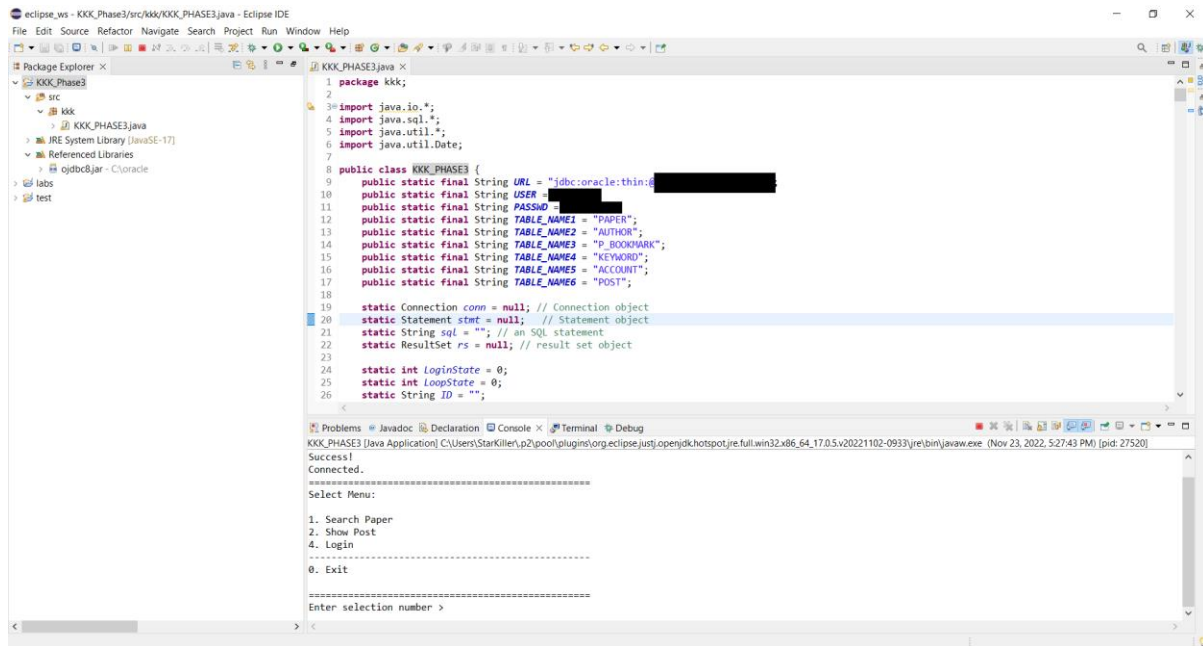 eclipse_ws - KKK_Phase3/src/kkk/KKK_PHASE3.java - Eclipse IDE
File Edit Source Refactor Navigate Search Project Run Window Help
Package Explorer
KKK_Phase3
src
kkk
KKK_PHASE3.java
JRE System Library [JavaSE-17]
Referenced Libraries
ojdbc8.jar - C:\oracle
labs
test
KKK_PHASE3.java
1 package kkk;
2
3 import java.io.*;
4 import java.sql.*;
5 import java.util.*;
6 import java.util.Date;
7
8 public class KKK_PHASE3 {
9 public static final String URL = "jdbc:oracle:thin:@
10 public static final String USER =
11 public static final String PASSWD =
12 public static final String TABLE_NAME1 = "PAPER";
13 public static final String TABLE_NAME2 = "AUTHOR";
14 public static final String TABLE_NAME3 = "P_BOOKMARK";
15 public static final String TABLE_NAME4 = "KEYWORD";
16 public static final String TABLE_NAME5 = "ACCOUNT";
17 public static final String TABLE_NAME6 = "POST";
18
19 static Connection conn = null; // Connection object
20 static Statement stmt = null; // Statement object
21 static String sql = ""; // an SQL statement
22 static ResultSet rs = null; // result set object
23
24 static int LoginState = 0;
25 static int LoopState = 0;
26 static String ID = "";
Problems Javadoc Declaration Console Terminal Debug
KKK_PHASE3 [Java Application] C:\Users\StarKiller\.p2\pool\plugins\org.eclipse.justj.openjdk.hotspot.jre.full.win32.x86_64_17.0.5.v20221102-0933\jre\bin\javaw.exe (Nov 23, 2022, 5:27:43 PM) [pid: 27520]
Success!
Connected.
==================================================
Select Menu:
1. Search Paper
2. Show Post
4. Login
--------------------------------------------------
0. Exit
==================================================
Enter selection number >